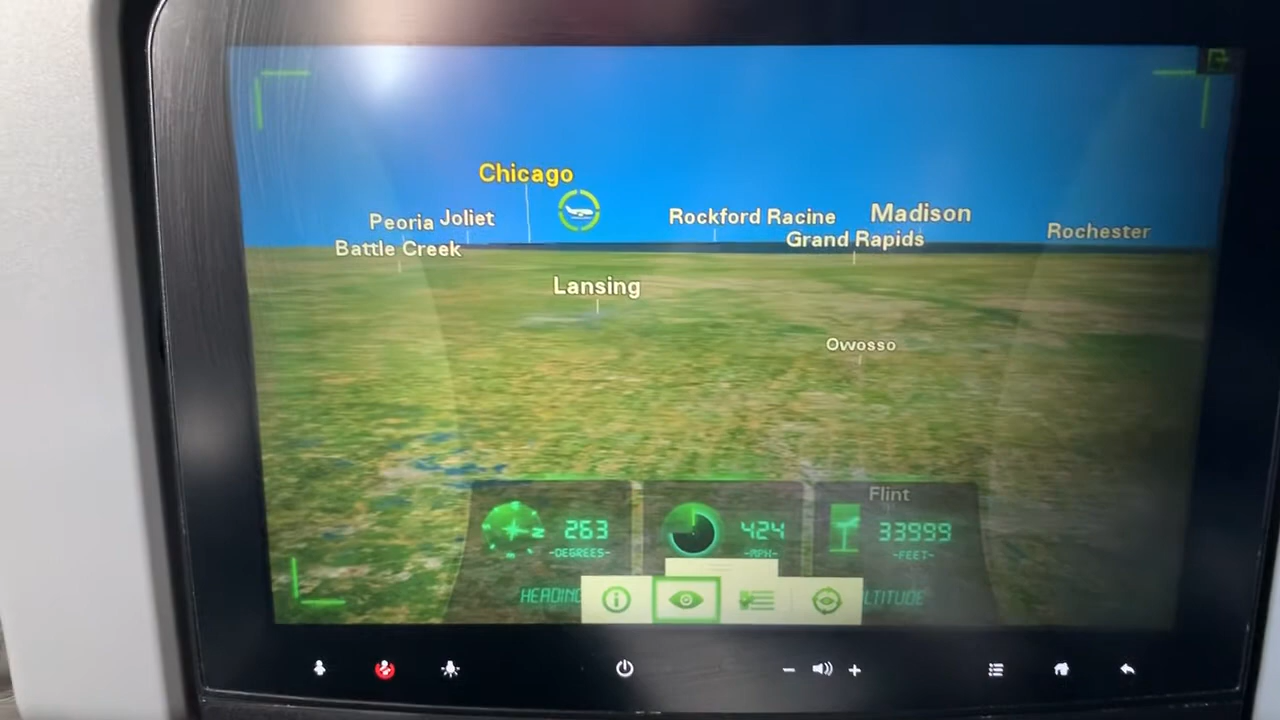 Chicago
Peoria Joliet Rockford Racine Madison
Battle Creek Grand Rapids Rochester
Lansing
Owosso
Flint
263 424 33999
-DEGREES- -MPH- -FEET-
HEADING LTITUDE